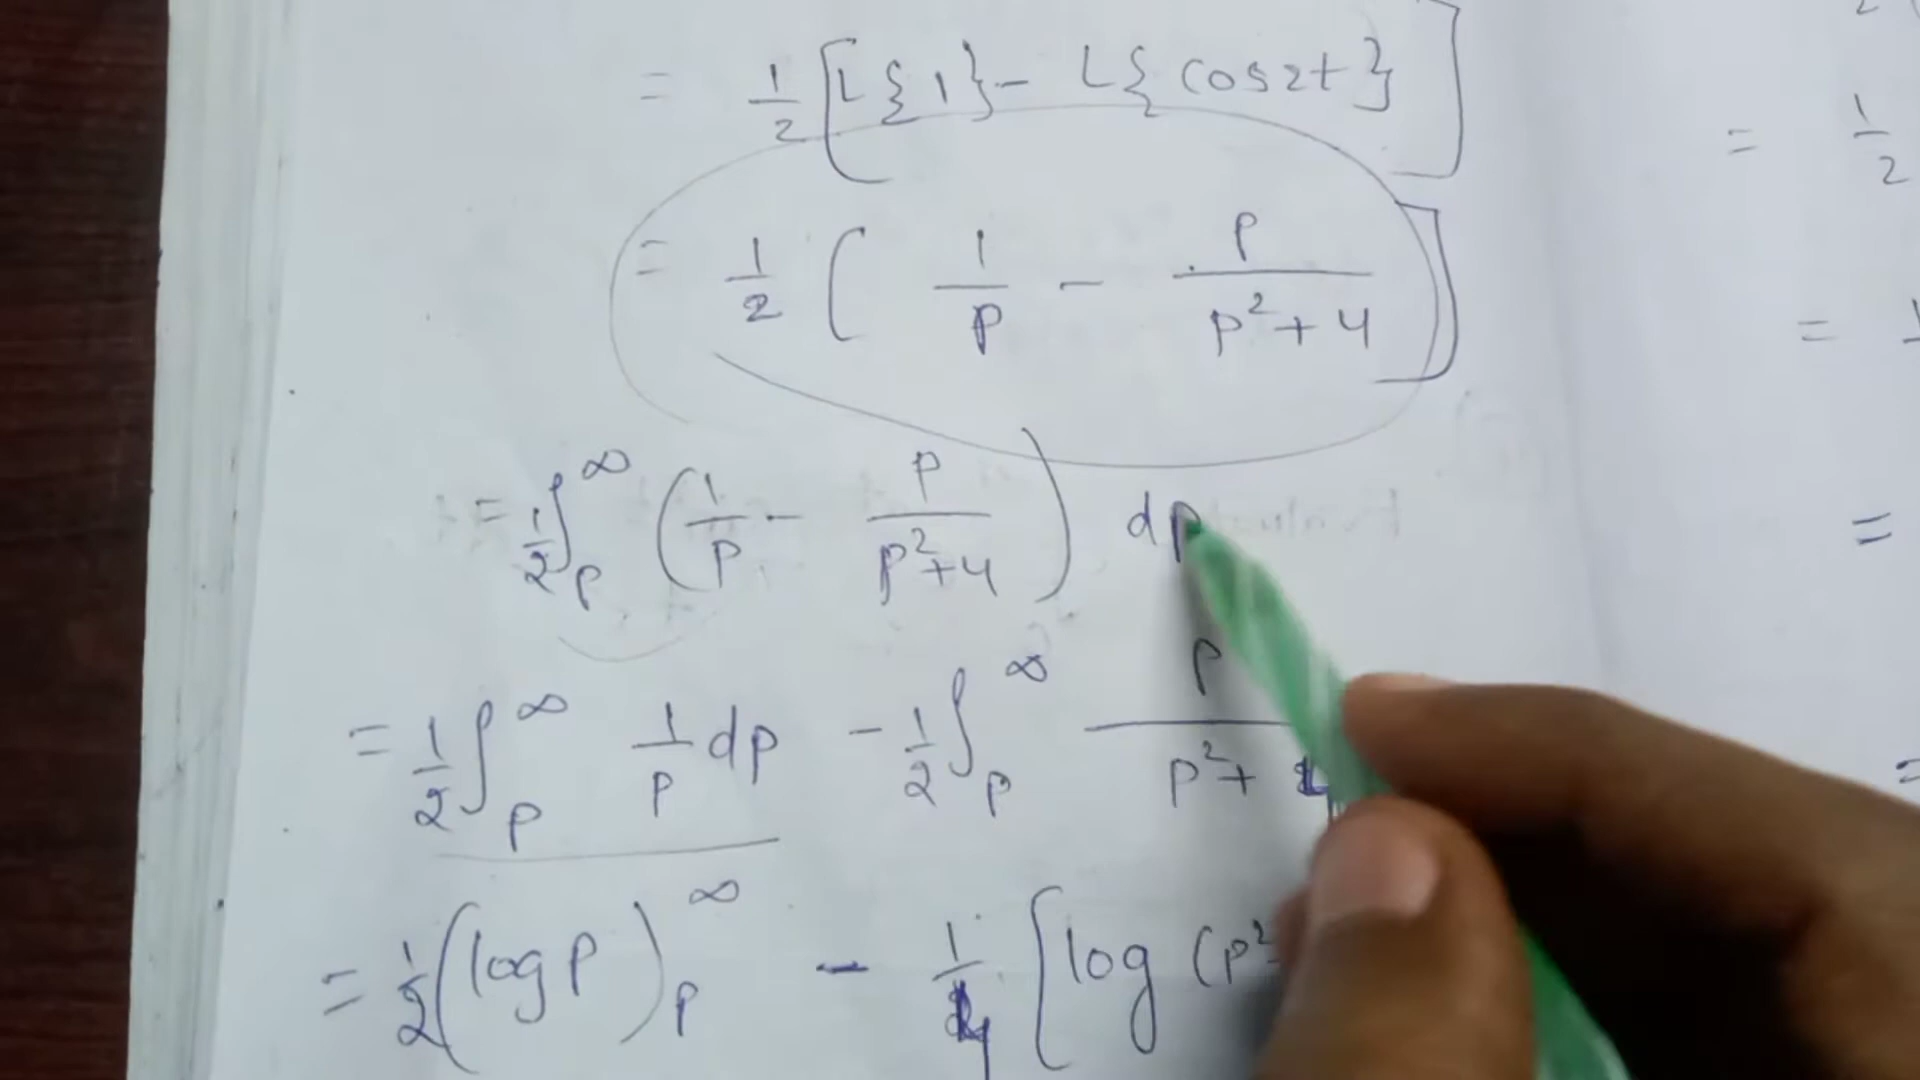 = 1/2 [L{1} - L{cos2t}]
= 1/2 ( 1/p - p/(p²+4) ]
= 1/2 ∫_p^∞ (1/p - p/(p²+4)) dp
= 1/2 ∫_p^∞ 1/p dp - 1/2 ∫_p^∞ p/(p²+4
= 1/2 (log p)_p^∞ - 1/4 [log (p²
= 1/2
=
=
=